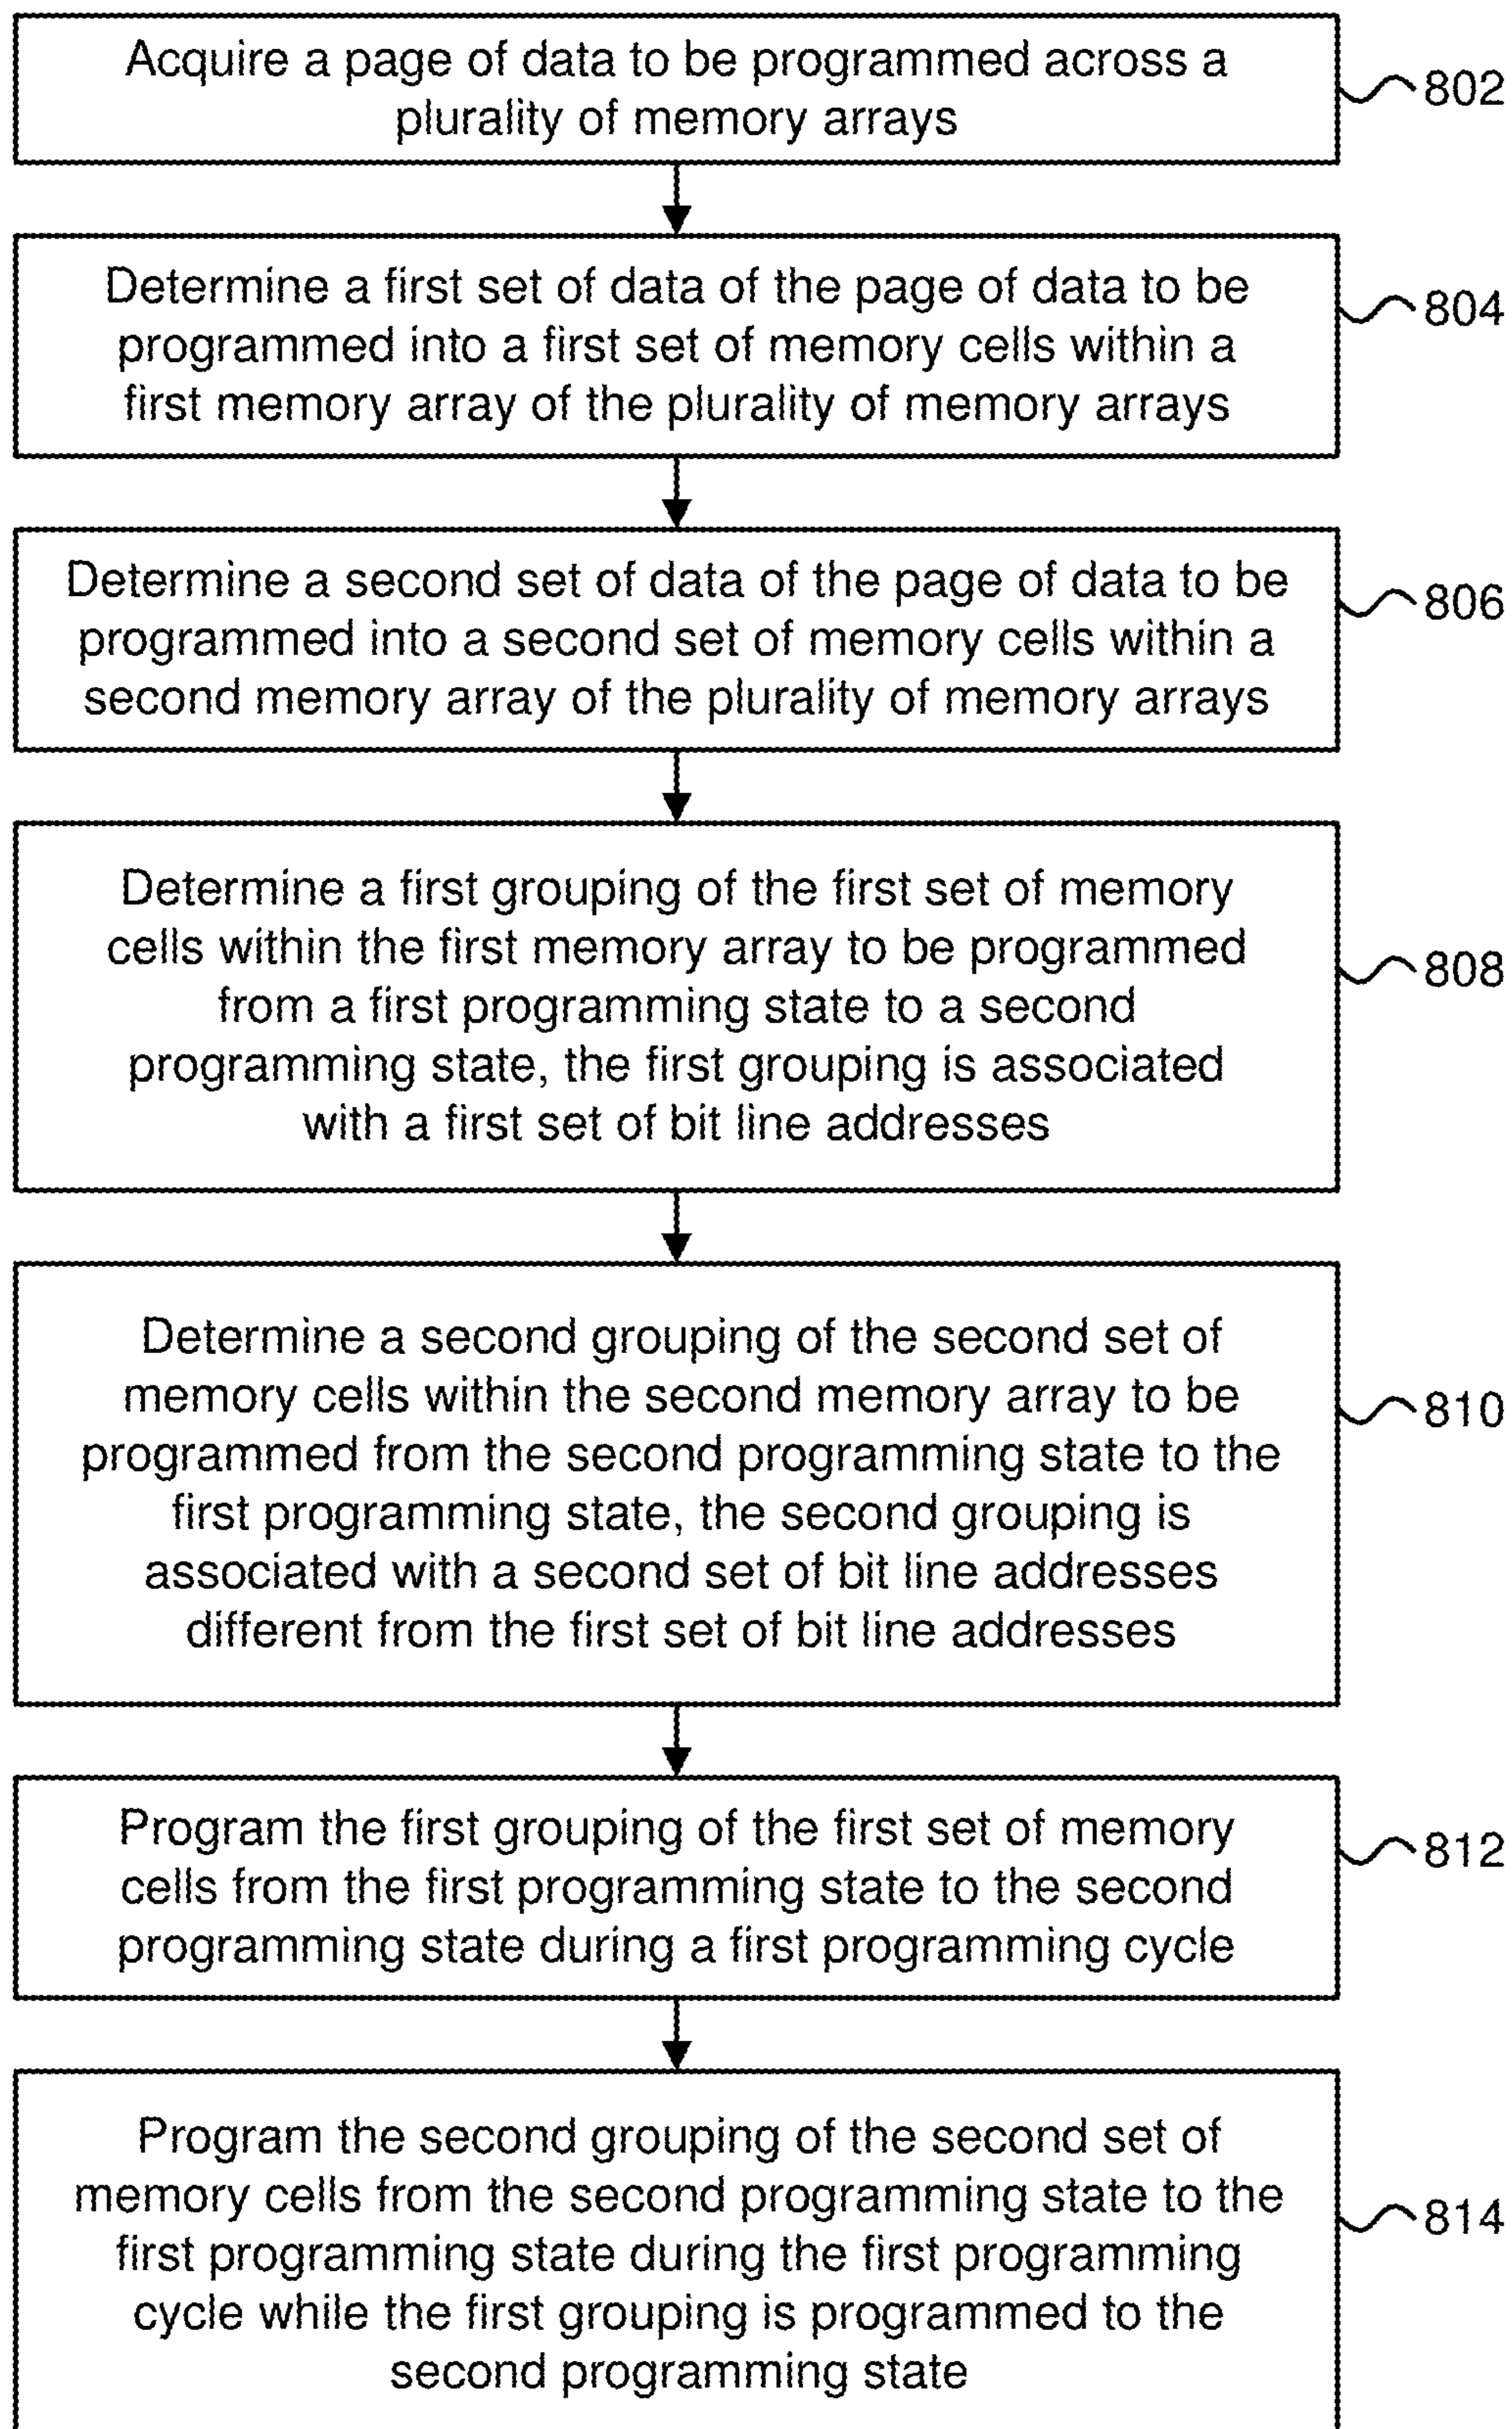 Acquire a page of data to be programmed across a
plurality of memory arrays
802
Determine a first set of data of the page of data to be
programmed into a first set of memory cells within a
first memory array of the plurality of memory arrays
804
Determine a second set of data of the page of data to be
programmed into a second set of memory cells within a
second memory array of the plurality of memory arrays
806
Determine a first grouping of the first set of memory
cells within the first memory array to be programmed
from a first programming state to a second
programming state, the first grouping is associated
with a first set of bit line addresses
808
Determine a second grouping of the second set of
memory cells within the second memory array to be
programmed from the second programming state to the
first programming state, the second grouping is
associated with a second set of bit line addresses
different from the first set of bit line addresses
810
Program the first grouping of the first set of memory
cells from the first programming state to the second
programming state during a first programming cycle
812
Program the second grouping of the second set of
memory cells from the second programming state to the
first programming state during the first programming
cycle while the first grouping is programmed to the
second programming state
814